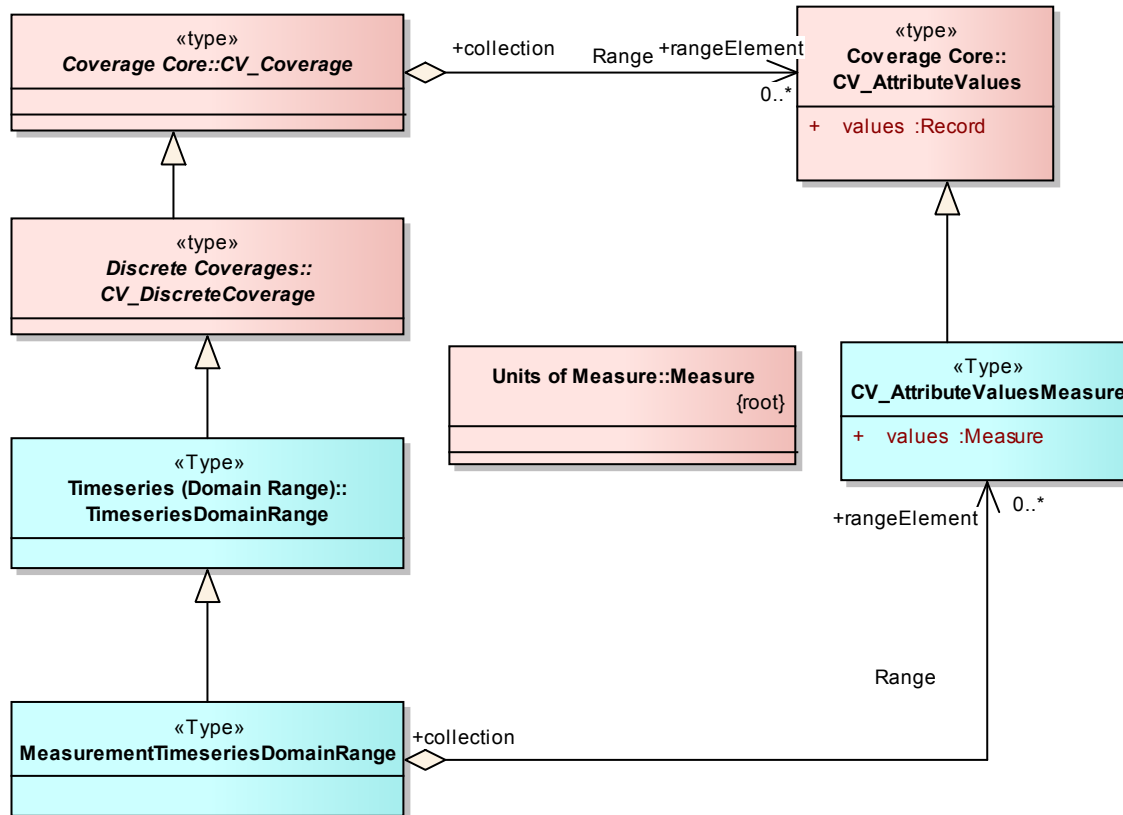 «type»
Coverage Core::CV_Coverage
+collection
Range
+rangeElement
0..*
«type»
Coverage Core::
CV_AttributeValues
+ values :Record
«type»
Discrete Coverages::
CV_DiscreteCoverage
Units of Measure::Measure
{root}
«Type»
CV_AttributeValuesMeasure
+ values :Measure
«Type»
Timeseries (Domain Range)::
TimeseriesDomainRange
+rangeElement
0..*
Range
«Type»
MeasurementTimeseriesDomainRange
+collection